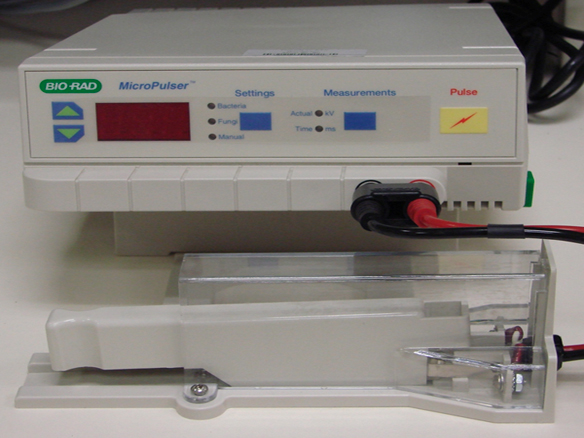 BIO-RAD MicroPulser™
Settings
Bacteria
Fungi
Manual
Measurements
Actual kV
Time ms
Pulse